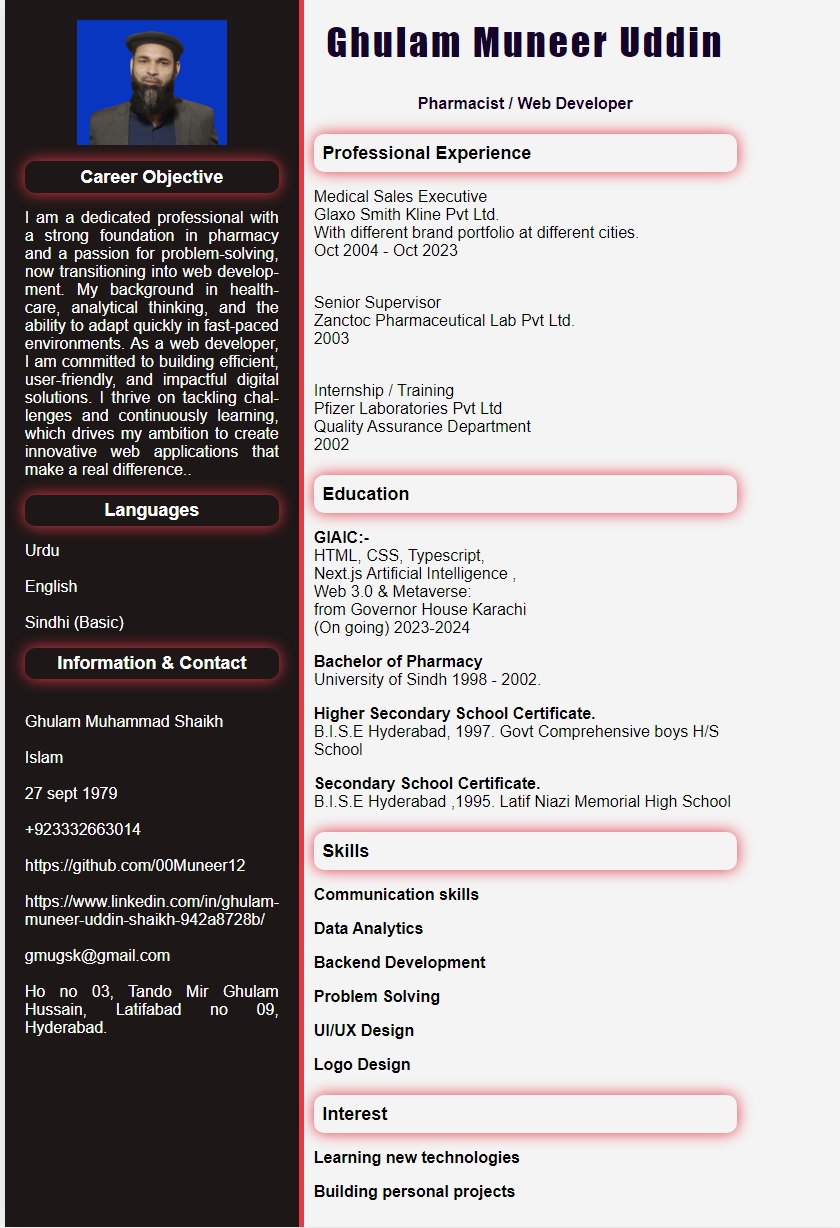 Ghulam Muneer Uddin
Pharmacist / Web Developer
Career Objective
I am a dedicated professional with
a strong foundation in pharmacy
and a passion for problem-solving,
now transitioning into web develop-
ment. My background in health-
care, analytical thinking, and the
ability to adapt quickly in fast-paced
environments. As a web developer,
I am committed to building efficient,
user-friendly, and impactful digital
solutions. I thrive on tackling chal-
lenges and continuously learning,
which drives my ambition to create
innovative web applications that
make a real difference..
Languages
Urdu
English
Sindhi (Basic)
Information & Contact
Ghulam Muhammad Shaikh
Islam
27 sept 1979
+923332663014
https://github.com/00Muneer12
https://www.linkedin.com/in/ghulam-
muneer-uddin-shaikh-942a8728b/
gmugsk@gmail.com
Ho no 03, Tando Mir Ghulam
Hussain, Latifabad no 09,
Hyderabad.
Professional Experience
Medical Sales Executive
Glaxo Smith Kline Pvt Ltd.
With different brand portfolio at different cities.
Oct 2004 - Oct 2023
Senior Supervisor
Zanctoc Pharmaceutical Lab Pvt Ltd.
2003
Internship / Training
Pfizer Laboratories Pvt Ltd
Quality Assurance Department
2002
Education
GIAIC:-
HTML, CSS, Typescript,
Next.js Artificial Intelligence ,
Web 3.0 & Metaverse:
from Governor House Karachi
(On going) 2023-2024
Bachelor of Pharmacy
University of Sindh 1998 - 2002.
Higher Secondary School Certificate.
B.I.S.E Hyderabad, 1997. Govt Comprehensive boys H/S
School
Secondary School Certificate.
B.I.S.E Hyderabad ,1995. Latif Niazi Memorial High School
Skills
Communication skills
Data Analytics
Backend Development
Problem Solving
UI/UX Design
Logo Design
Interest
Learning new technologies
Building personal projects